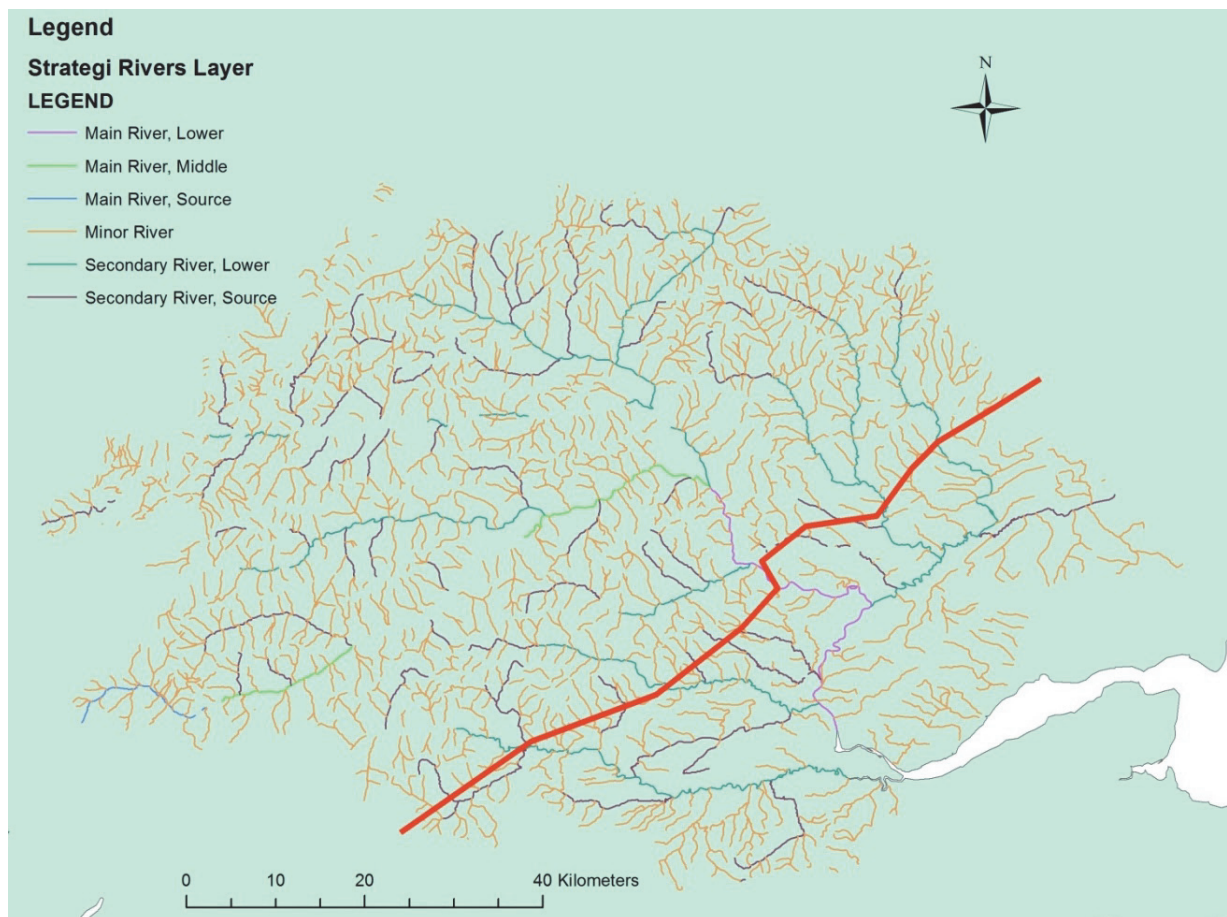 Legend
Strategi Rivers Layer
LEGEND
Main River, Lower
Main River, Middle
Main River, Source
Minor River
Secondary River, Lower
Secondary River, Source
N
0 10 20 40 Kilometers